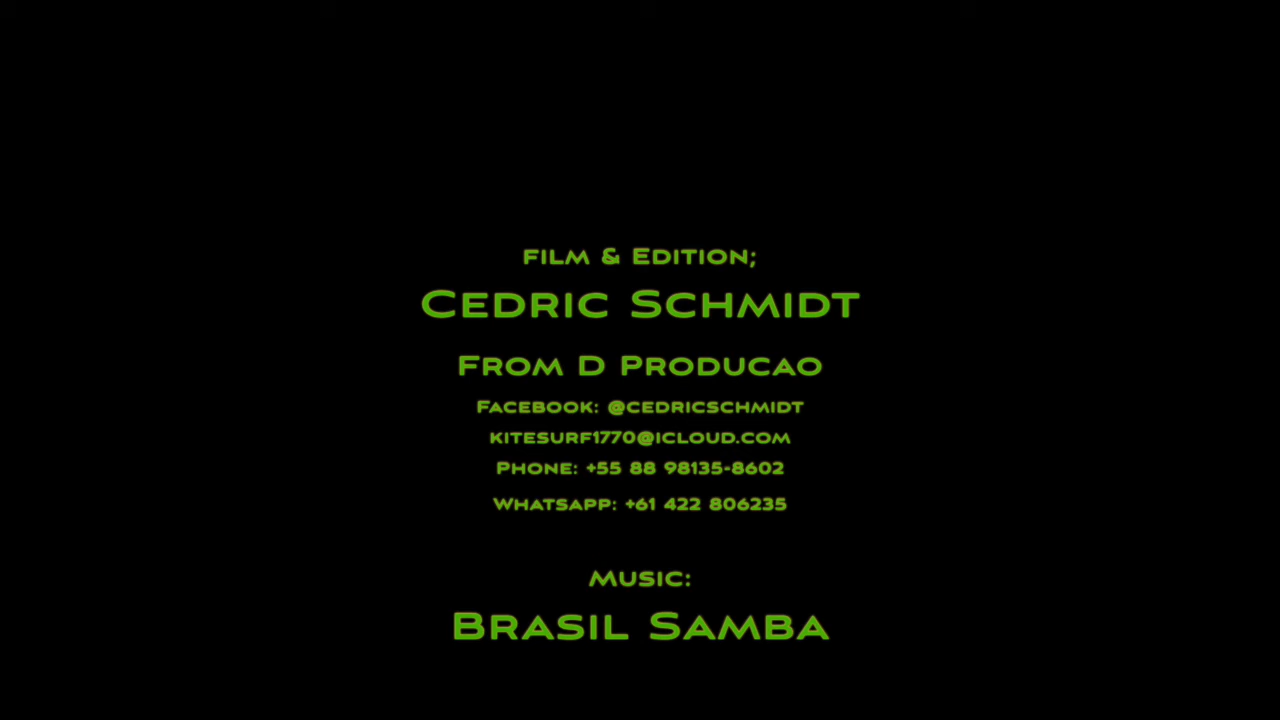 film & Edition;
Cedric Schmidt
From D Producao
Facebook: @cedricschmidt
kitesurf1770@icloud.com
Phone: +55 88 98135-8602
Whatsapp: +61 422 806235
Music:
Brasil Samba